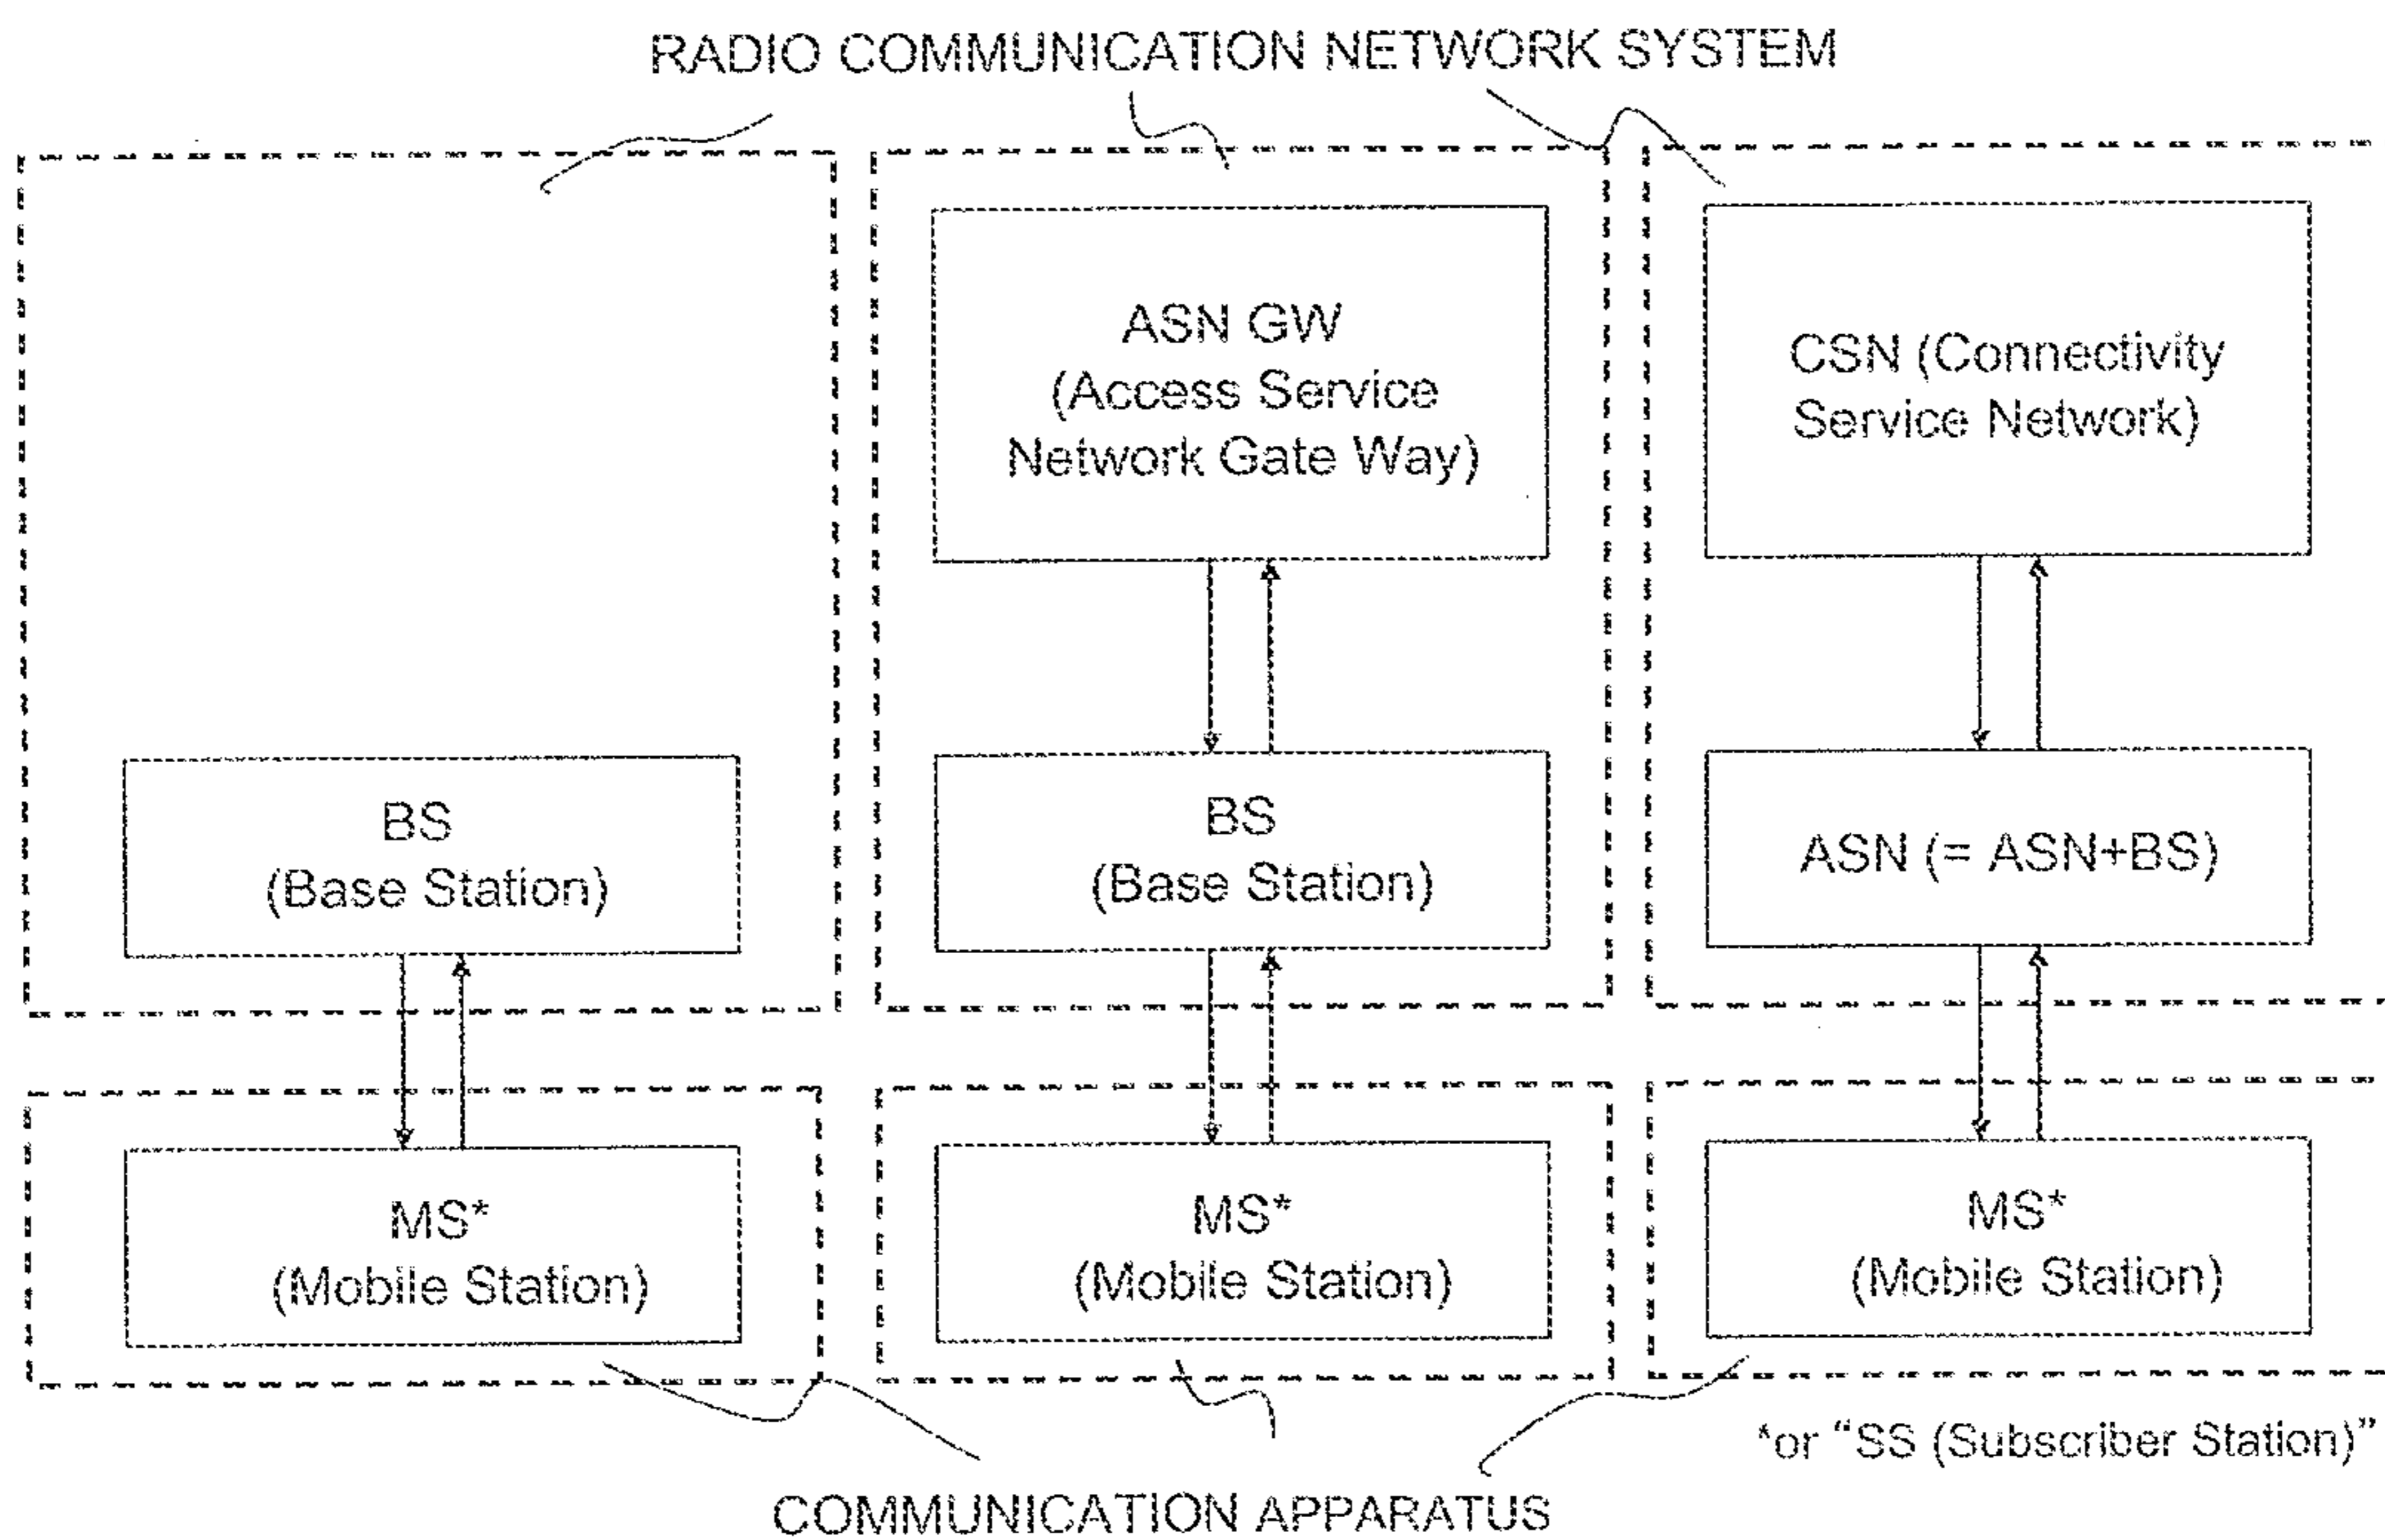 RADIO COMMUNICATION NETWORK SYSTEM
ASN GW
(Access Service
Network Gate Way)
CSN (Connectivity
Service Network)
BS
(Base Station)
BS
(Base Station)
ASN (= ASN+BS)
MS*
(Mobile Station)
MS*
(Mobile Station)
MS*
(Mobile Station)
*or “SS (Subscriber Station)”
COMMUNICATION APPARATUS